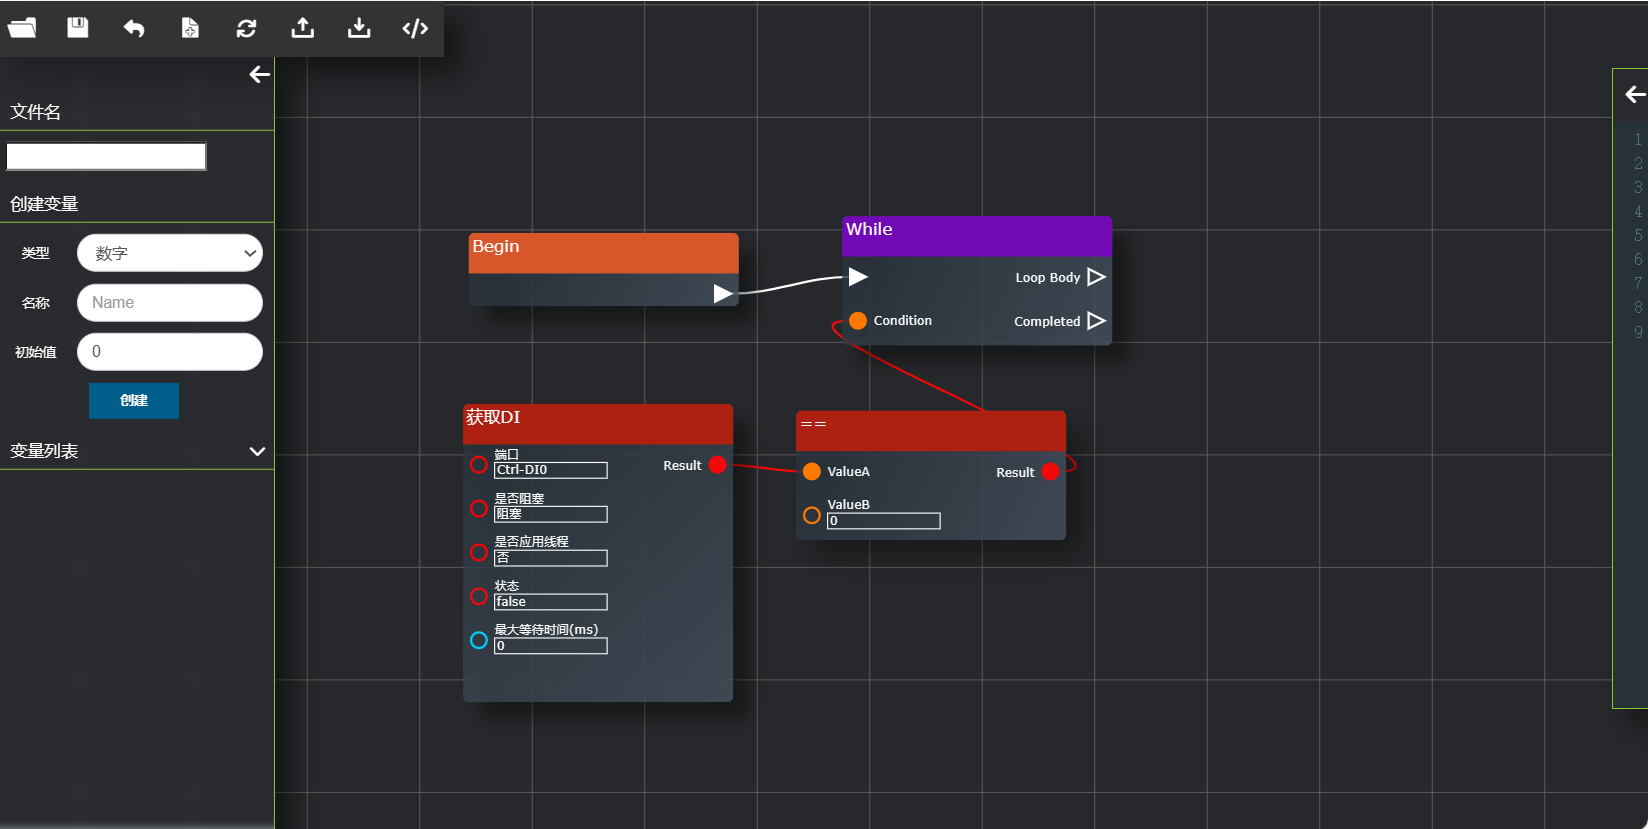 文件名
创建变量
类型
数字
名称
Name
初始值
0
创建
变量列表
Begin
While
Loop Body
Condition
Completed
获取DI
端口
Ctrl-DI0
Result
是否阻塞
阻塞
是否应用线程
否
状态
false
最大等待时间(ms)
0
==
ValueA
Result
ValueB
0
1
2
3
4
5
6
7
8
9